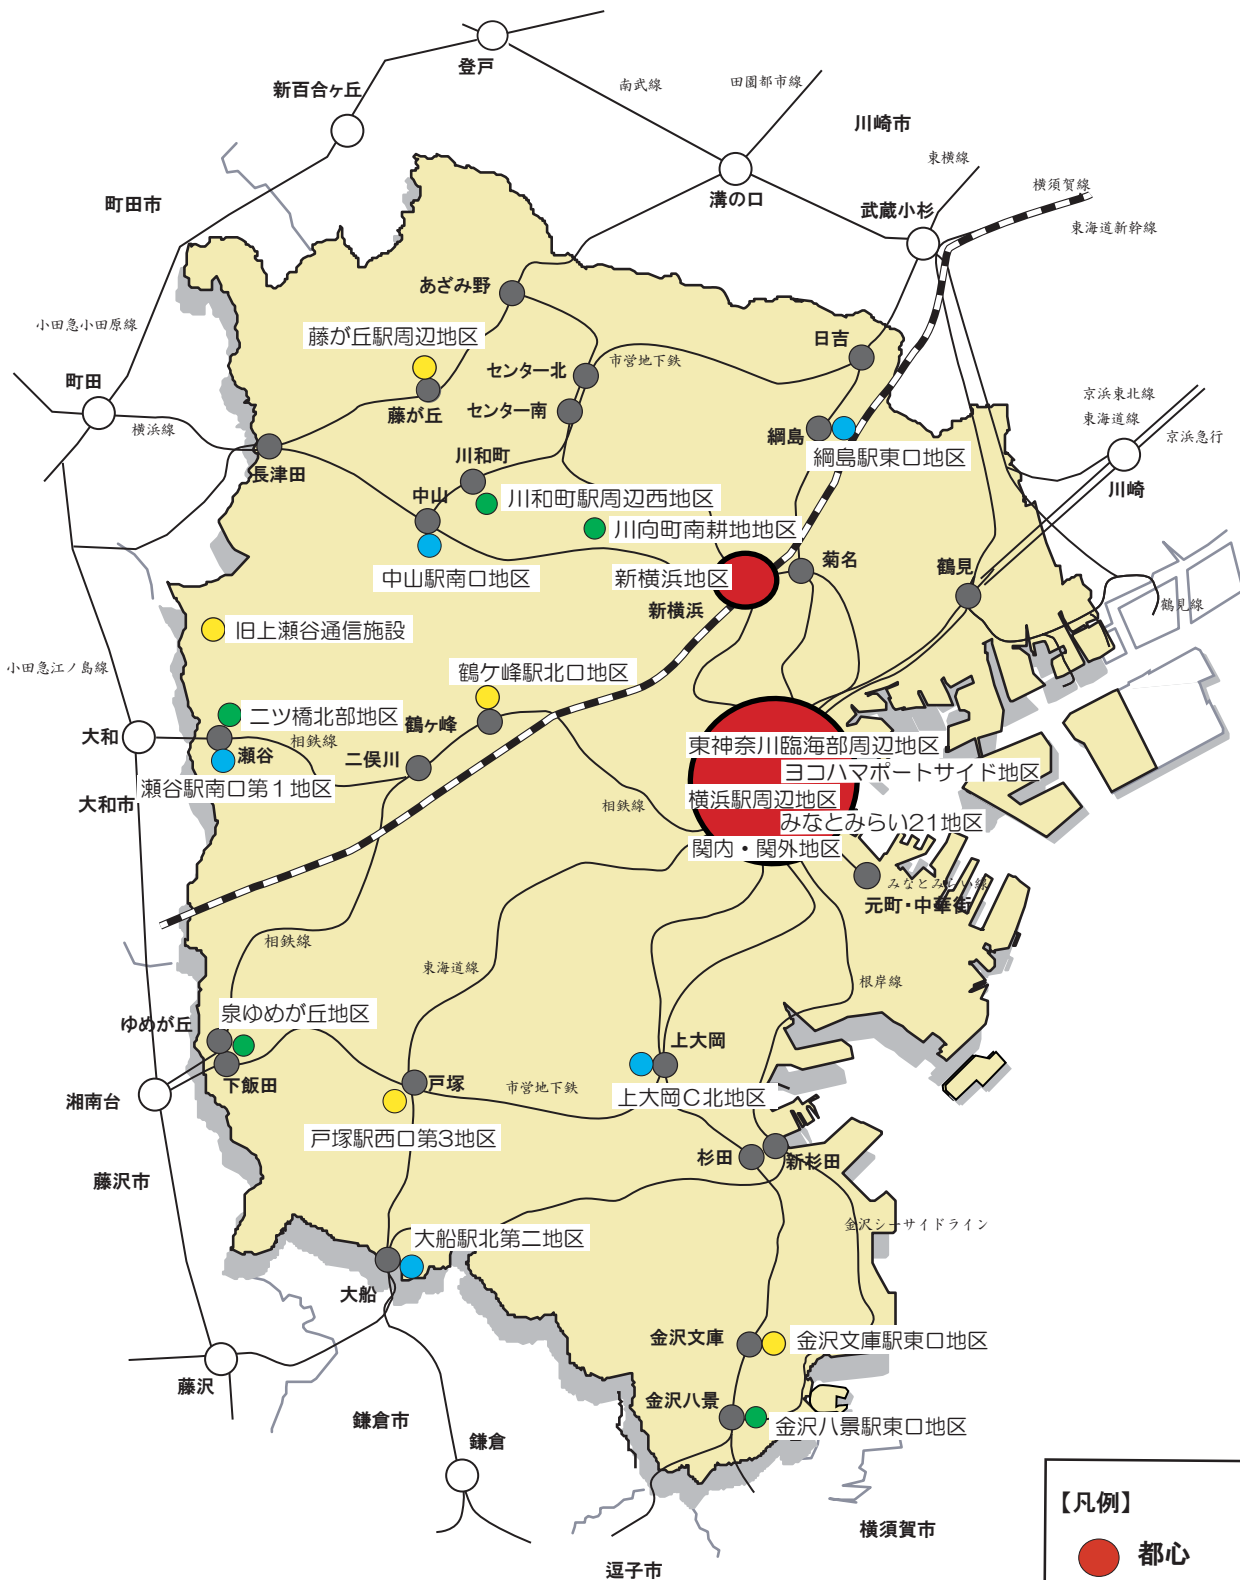 登戸
新百合ヶ丘
南武線
田園都市線
川崎市
東横線
溝の口
横須賀線
町田市
武蔵小杉
東海道新幹線
あざみ野
小田急小田原線
藤が丘駅周辺地区
日吉
市営地下鉄
センター北
町田
藤が丘
センター南
京浜東北線
東海道線
横浜線
綱島
京浜急行
綱島駅東口地区
長津田
川和町
川崎
中山
川和町駅周辺西地区
川向町南耕地地区
菊名
鶴見
中山駅南口地区
新横浜地区
新横浜
鶴見線
旧上瀬谷通信施設
小田急江ノ島線
鶴ケ峰駅北口地区
二ツ橋北部地区
鶴ヶ峰
大和
相鉄線
瀬谷
二俣川
東神奈川臨海部周辺地区
ヨコハマポートサイド地区
瀬谷駅南口第1地区
大和市
相鉄線
横浜駅周辺地区
みなとみらい21地区
関内・関外地区
みなとみらい線
元町・中華街
相鉄線
東海道線
根岸線
泉ゆめが丘地区
ゆめが丘
上大岡
下飯田
戸塚
市営地下鉄
湘南台
上大岡C北地区
戸塚駅西口第3地区
杉田
新杉田
藤沢市
金沢シーサイドライン
大船駅北第二地区
大船
金沢文庫
金沢文庫駅東口地区
藤沢
金沢八景
鎌倉市
金沢八景駅東口地区
鎌倉
【凡例】
横須賀市
都心
逗子市